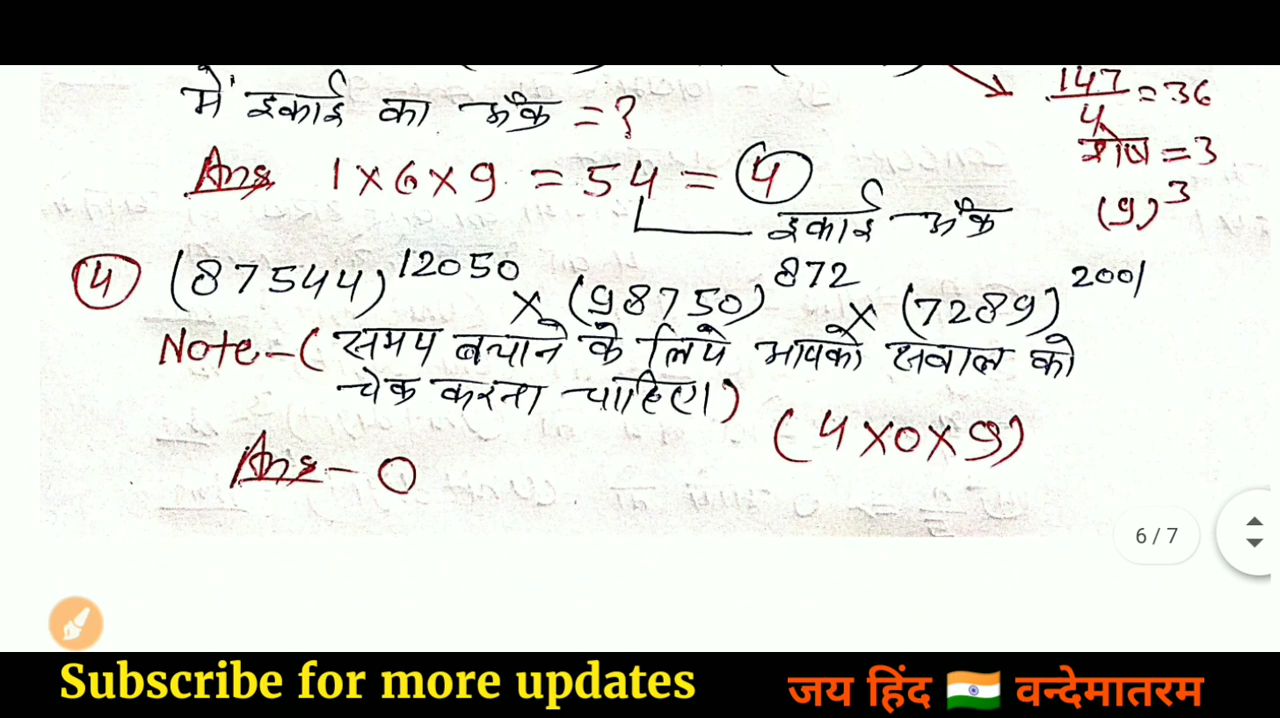 147/4 = 36
में इकाई का अँक = ?
शेष = 3
Ans 1 × 6 × 9 = 54 = 4
(9)³
इकाई अँक
4 (87544)^12050 × (98750)^872 × (7289)^2001
Note - ( समय बचाने के लिये आपको सवाल को
चेक करना चाहिए। )
(4 × 0 × 9)
Ans - 0
6 / 7
Subscribe for more updates
जय हिंद 🇮🇳 वन्देमातरम